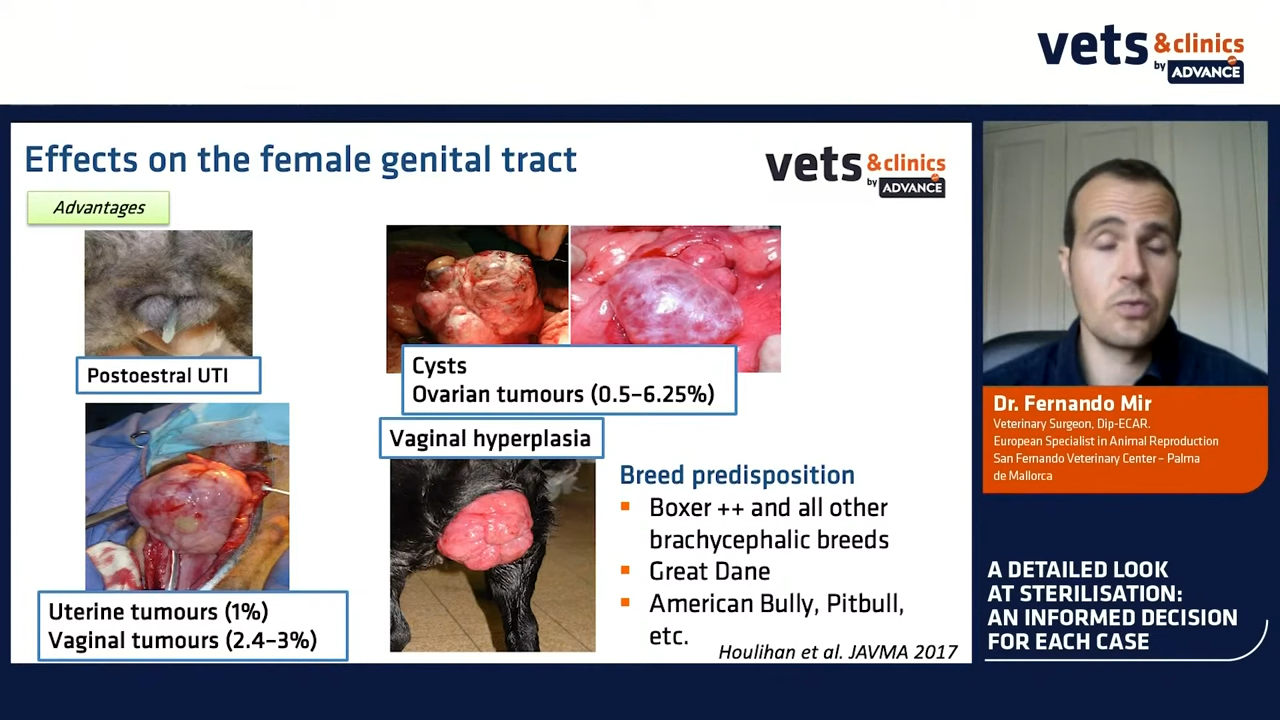 vets &clinics
by ADVANCE
Effects on the female genital tract
vets &clinics
by ADVANCE
Advantages
Postoestral UTI
Cysts
Ovarian tumours (0.5–6.25%)
Vaginal hyperplasia
Uterine tumours (1%)
Vaginal tumours (2.4–3%)
Breed predisposition
Boxer ++ and all other
brachycephalic breeds
Great Dane
American Bully, Pitbull,
etc.
Houlihan et al. JAVMA 2017
Dr. Fernando Mir
Veterinary Surgeon, Dip-ECAR.
European Specialist in Animal Reproduction
San Fernando Veterinary Center – Palma
de Mallorca
A DETAILED LOOK
AT STERILISATION:
AN INFORMED DECISION
FOR EACH CASE